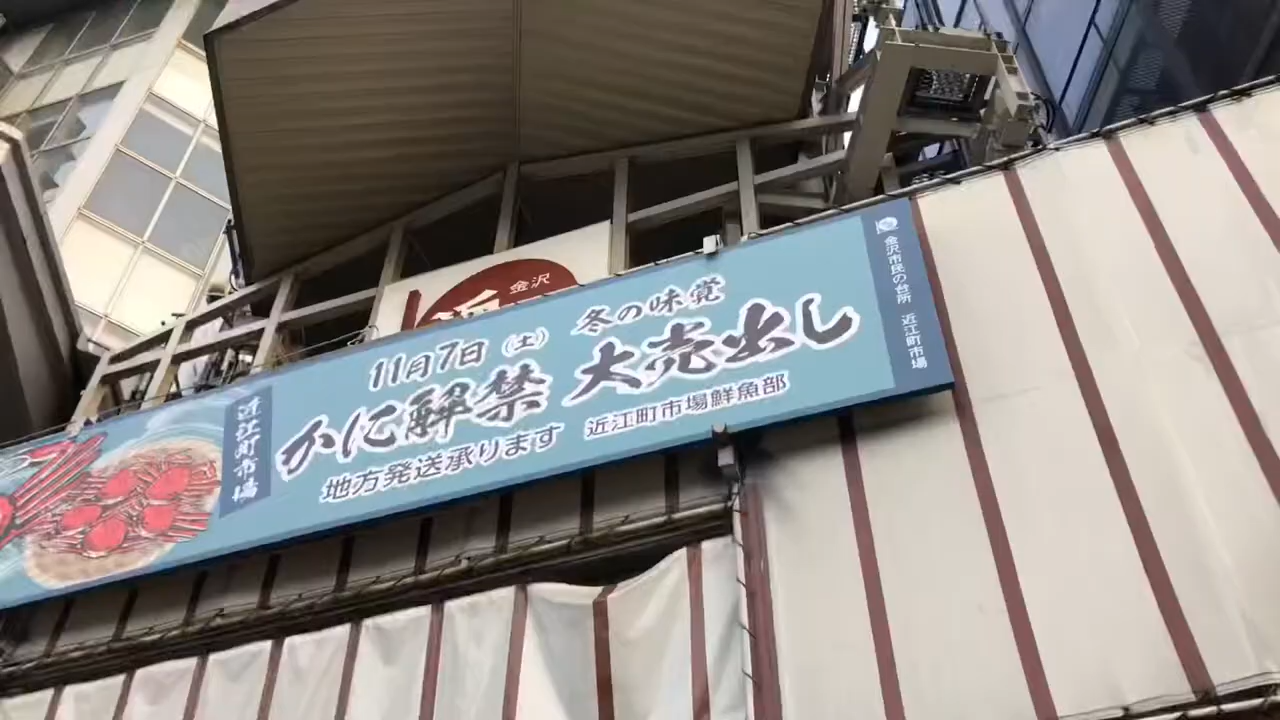 金沢
11月7日（土） 冬の味覚
かに解禁 大売出し
地方発送承ります 近江町市場鮮魚部
近江町市場
金沢市民の台所 近江町市場